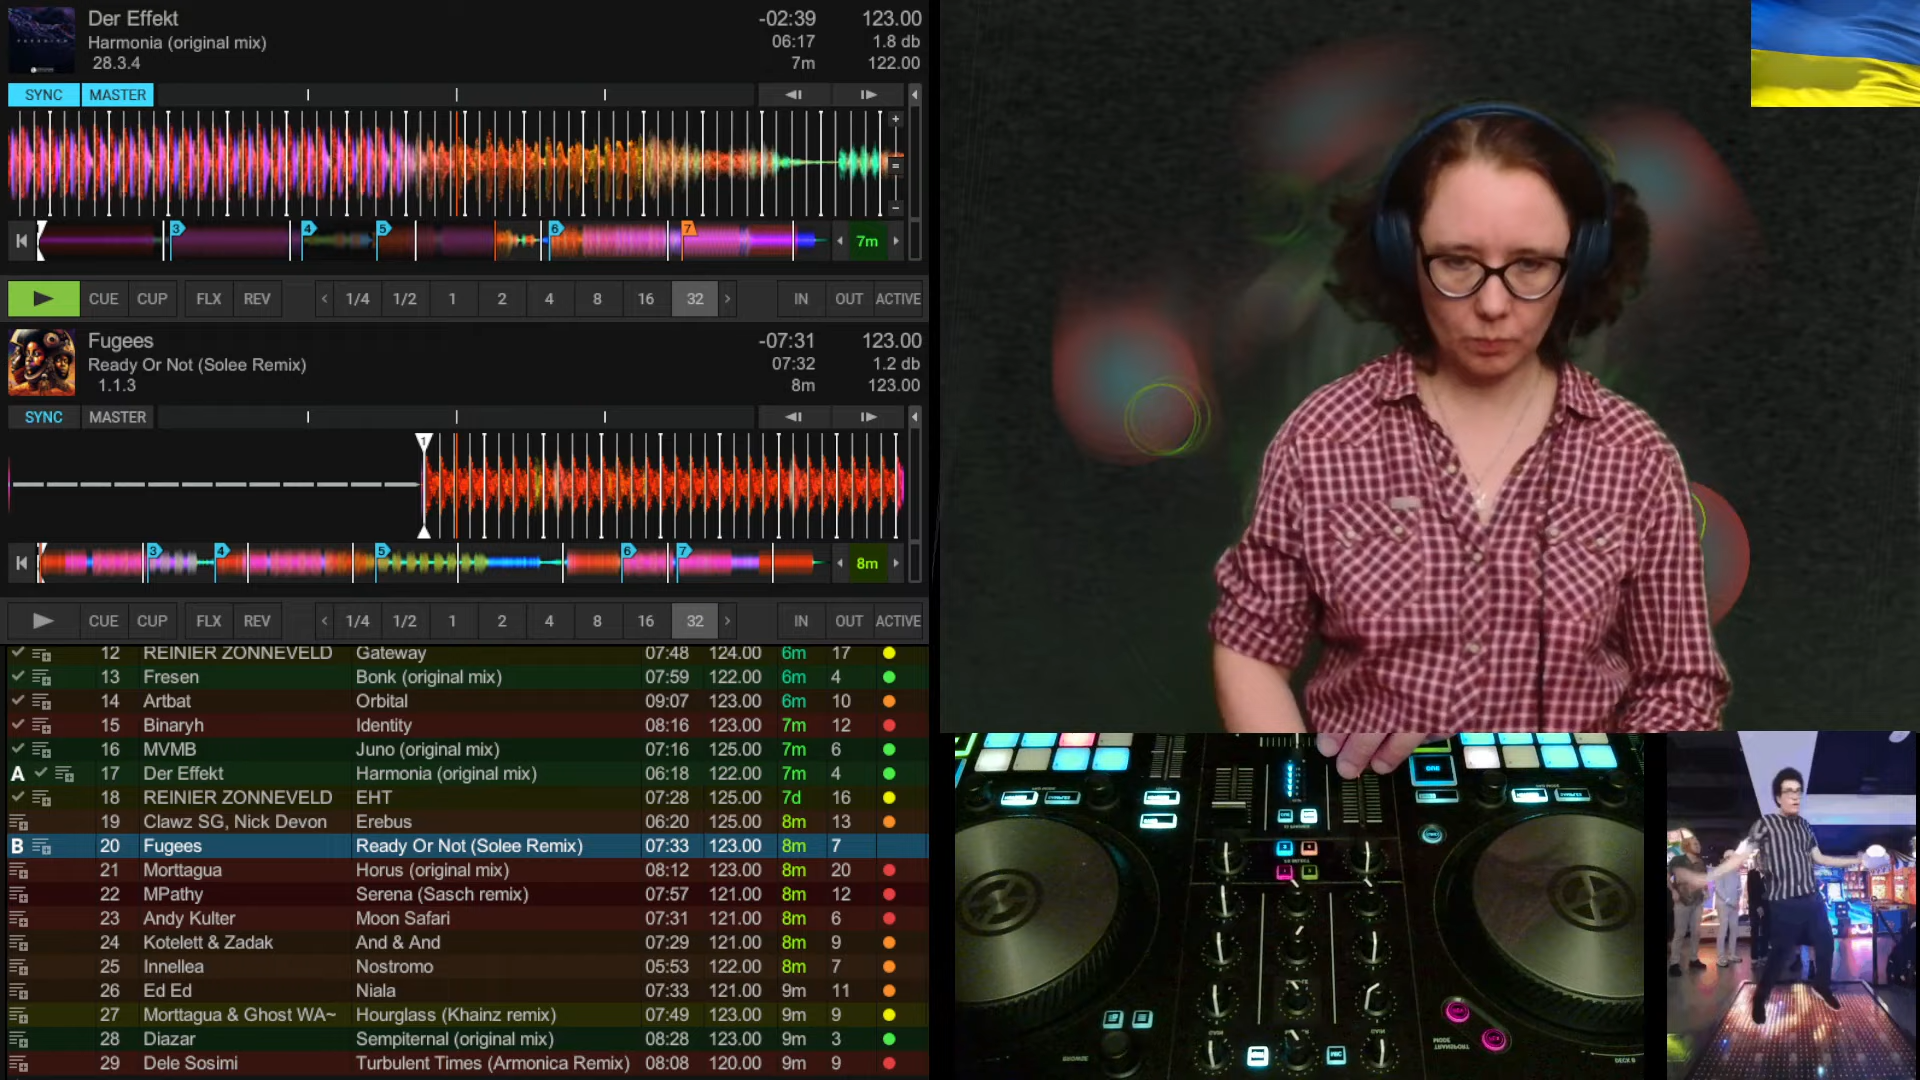 Der Effekt -02:39 123.00
Harmonia (original mix) 06:17 1.8 db
28.3.4 7m 122.00
SYNC MASTER
3 4 5 6 7 7m
CUE CUP FLX REV 1/4 1/2 1 2 4 8 16 32 IN OUT ACTIVE
Fugees -07:31 123.00
Ready Or Not (Solee Remix) 07:32 1.2 db
1.1.3 8m 123.00
SYNC MASTER
1
3 4 5 6 7 8m
CUE CUP FLX REV 1/4 1/2 1 2 4 8 16 32 IN OUT ACTIVE
12 REINIER ZONNEVELD Gateway 07:48 124.00 6m 17
13 Fresen Bonk (original mix) 07:59 122.00 6m 4
14 Artbat Orbital 09:07 123.00 6m 10
15 Binaryh Identity 08:16 123.00 7m 12
16 MVMB Juno (original mix) 07:16 125.00 7m 6
A 17 Der Effekt Harmonia (original mix) 06:18 122.00 7m 4
18 REINIER ZONNEVELD EHT 07:28 125.00 7d 16
19 Clawz SG, Nick Devon Erebus 06:20 125.00 8m 13
B 20 Fugees Ready Or Not (Solee Remix) 07:33 123.00 8m 7
21 Morttagua Horus (original mix) 08:12 123.00 8m 20
22 MPathy Serena (Sasch remix) 07:57 121.00 8m 12
23 Andy Kulter Moon Safari 07:31 121.00 8m 6
24 Kotelett & Zadak And & And 07:29 121.00 8m 9
25 Innellea Nostromo 05:53 122.00 8m 7
26 Ed Ed Niala 07:33 121.00 9m 11
27 Morttagua & Ghost WA~ Hourglass (Khainz remix) 07:49 123.00 9m 9
28 Diazar Sempiternal (original mix) 08:28 123.00 9m 3
29 Dele Sosimi Turbulent Times (Armonica Remix) 08:08 120.00 9m 9